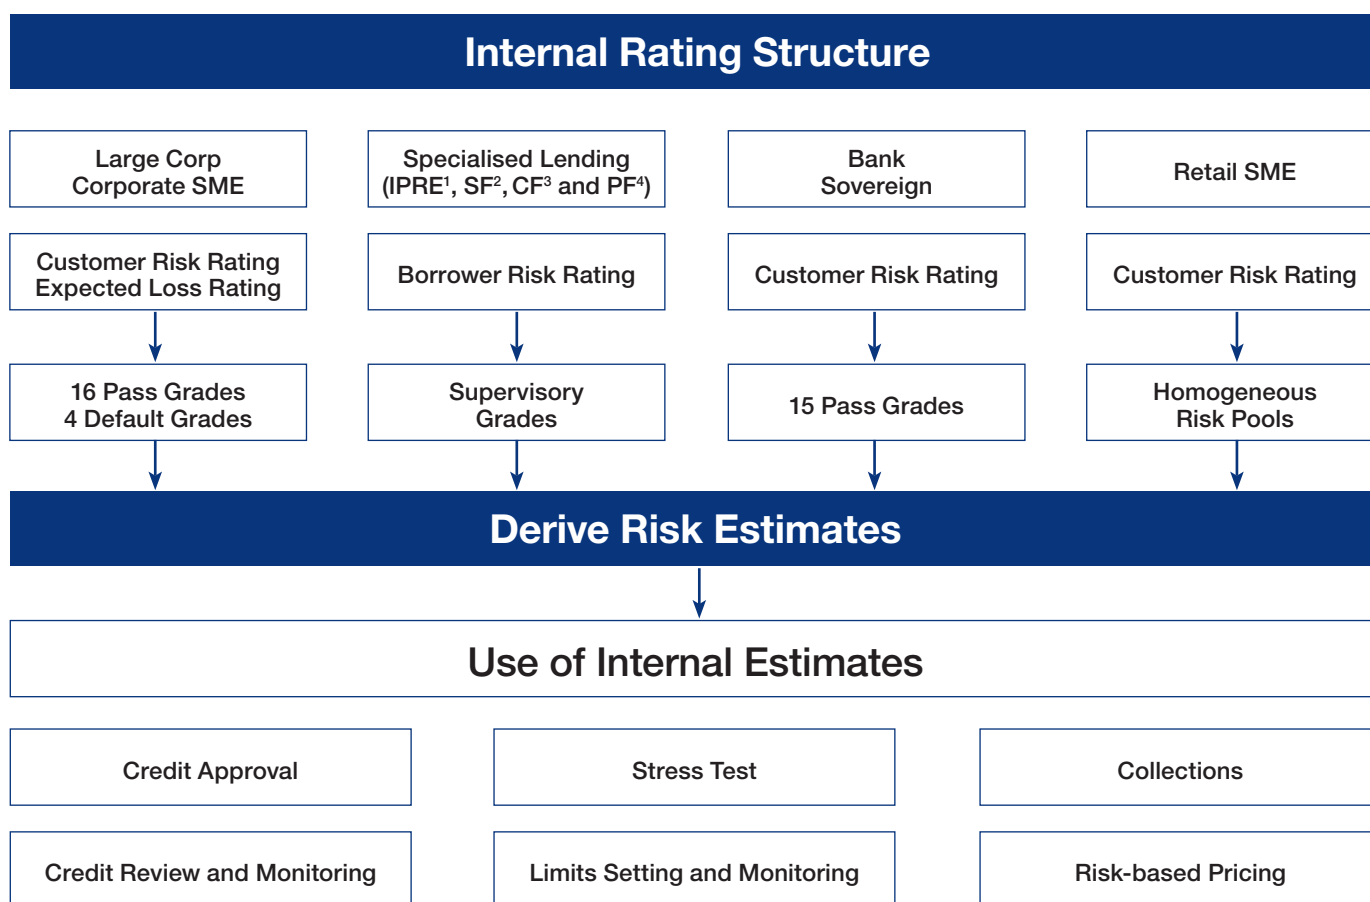 Internal Rating Structure
Large Corp
Corporate SME
Specialised Lending
(IPRE¹, SF², CF³ and PF⁴)
Bank
Sovereign
Retail SME
Customer Risk Rating
Expected Loss Rating
Borrower Risk Rating
Customer Risk Rating
Customer Risk Rating
16 Pass Grades
4 Default Grades
Supervisory
Grades
15 Pass Grades
Homogeneous
Risk Pools
Derive Risk Estimates
Use of Internal Estimates
Credit Approval
Stress Test
Collections
Credit Review and Monitoring
Limits Setting and Monitoring
Risk-based Pricing